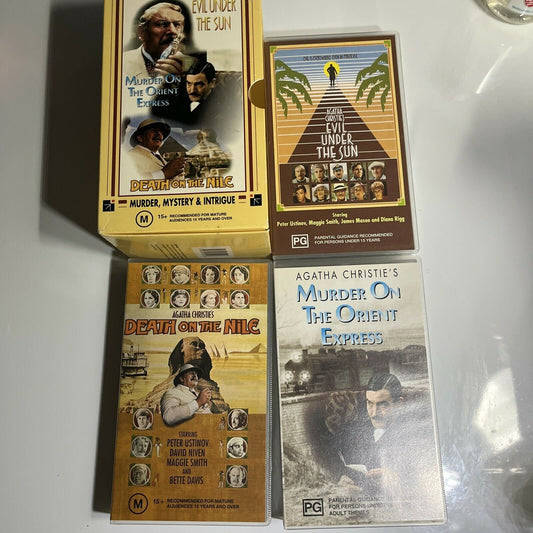 EVIL UNDER
THE SUN
MURDER ON
THE ORIENT
EXPRESS
DEATH ON THE NILE
MURDER, MYSTERY & INTRIGUE
M 15+ RECOMMENDED FOR MATURE
AUDIENCES 15 YEARS AND OVER
AGATHA
CHRISTIE'S
EVIL
UNDER
THE SUN
Starring
Peter Ustinov, Maggie Smith, James Mason and Diana Rigg
PG PARENTAL GUIDANCE RECOMMENDED
FOR PERSONS UNDER 15 YEARS
AGATHA CHRISTIE'S
DEATH ON THE NILE
STARRING
PETER USTINOV
DAVID NIVEN
MAGGIE SMITH
AND
BETTE DAVIS
M 15+ RECOMMENDED FOR MATURE
AUDIENCES 15 YEARS AND OVER
AGATHA CHRISTIE'S
MURDER ON
THE ORIENT
EXPRESS
PG PARENTAL GUIDANCE
FOR PERSONS UNDER
ADULT THEMES